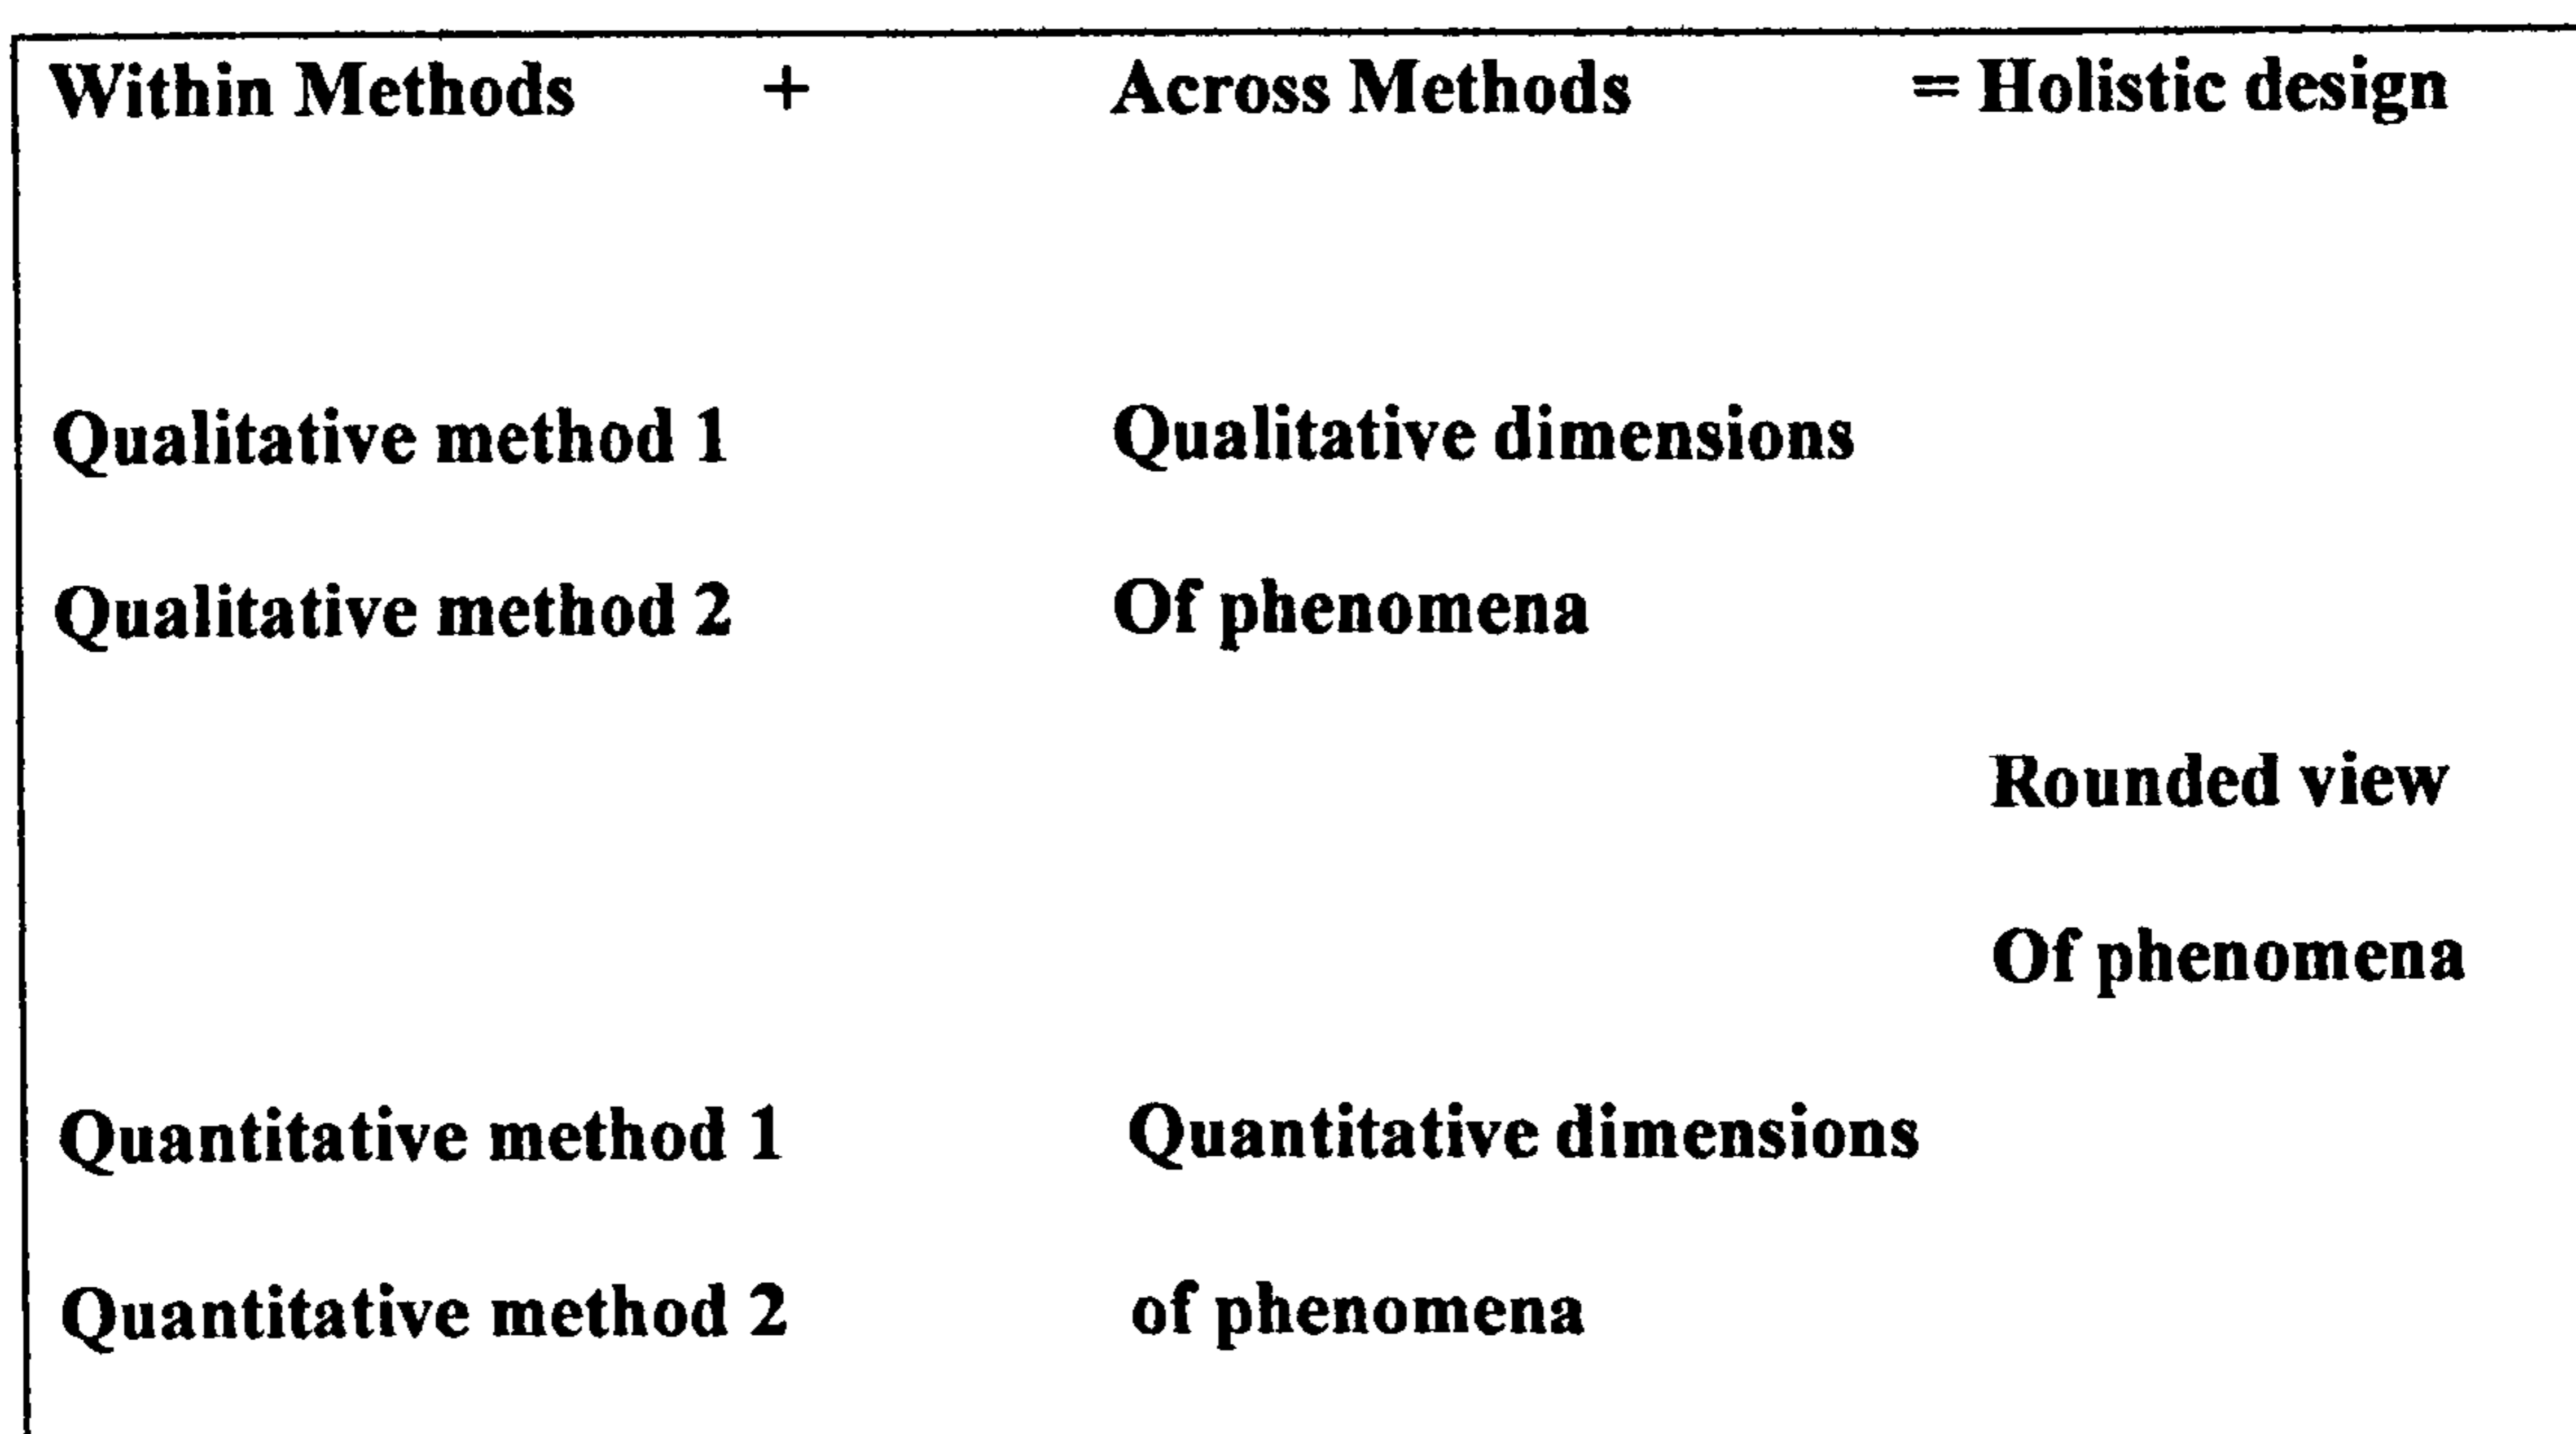 Within Methods + Across Methods = Holistic design
Qualitative method 1 Qualitative dimensions
Qualitative method 2 Of phenomena
Rounded view
Of phenomena
Quantitative method 1 Quantitative dimensions
Quantitative method 2 of phenomena